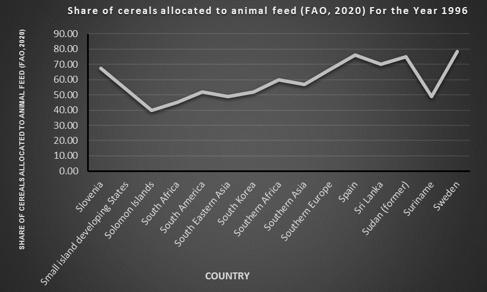 Share of cereals allocated to animal feed (FAO, 2020) For the Year 1996
SHARE OF CEREALS ALLOCATED TO ANIMAL FEED (FAO, 2020)
90.00
80.00
70.00
60.00
50.00
40.00
30.00
20.00
10.00
0.00
Slovenia
Small island developing States
Solomon Islands
South Africa
South America
South Eastern Asia
South Korea
Southern Africa
Southern Asia
Southern Europe
Spain
Sri Lanka
Sudan (former)
Suriname
Sweden
COUNTRY